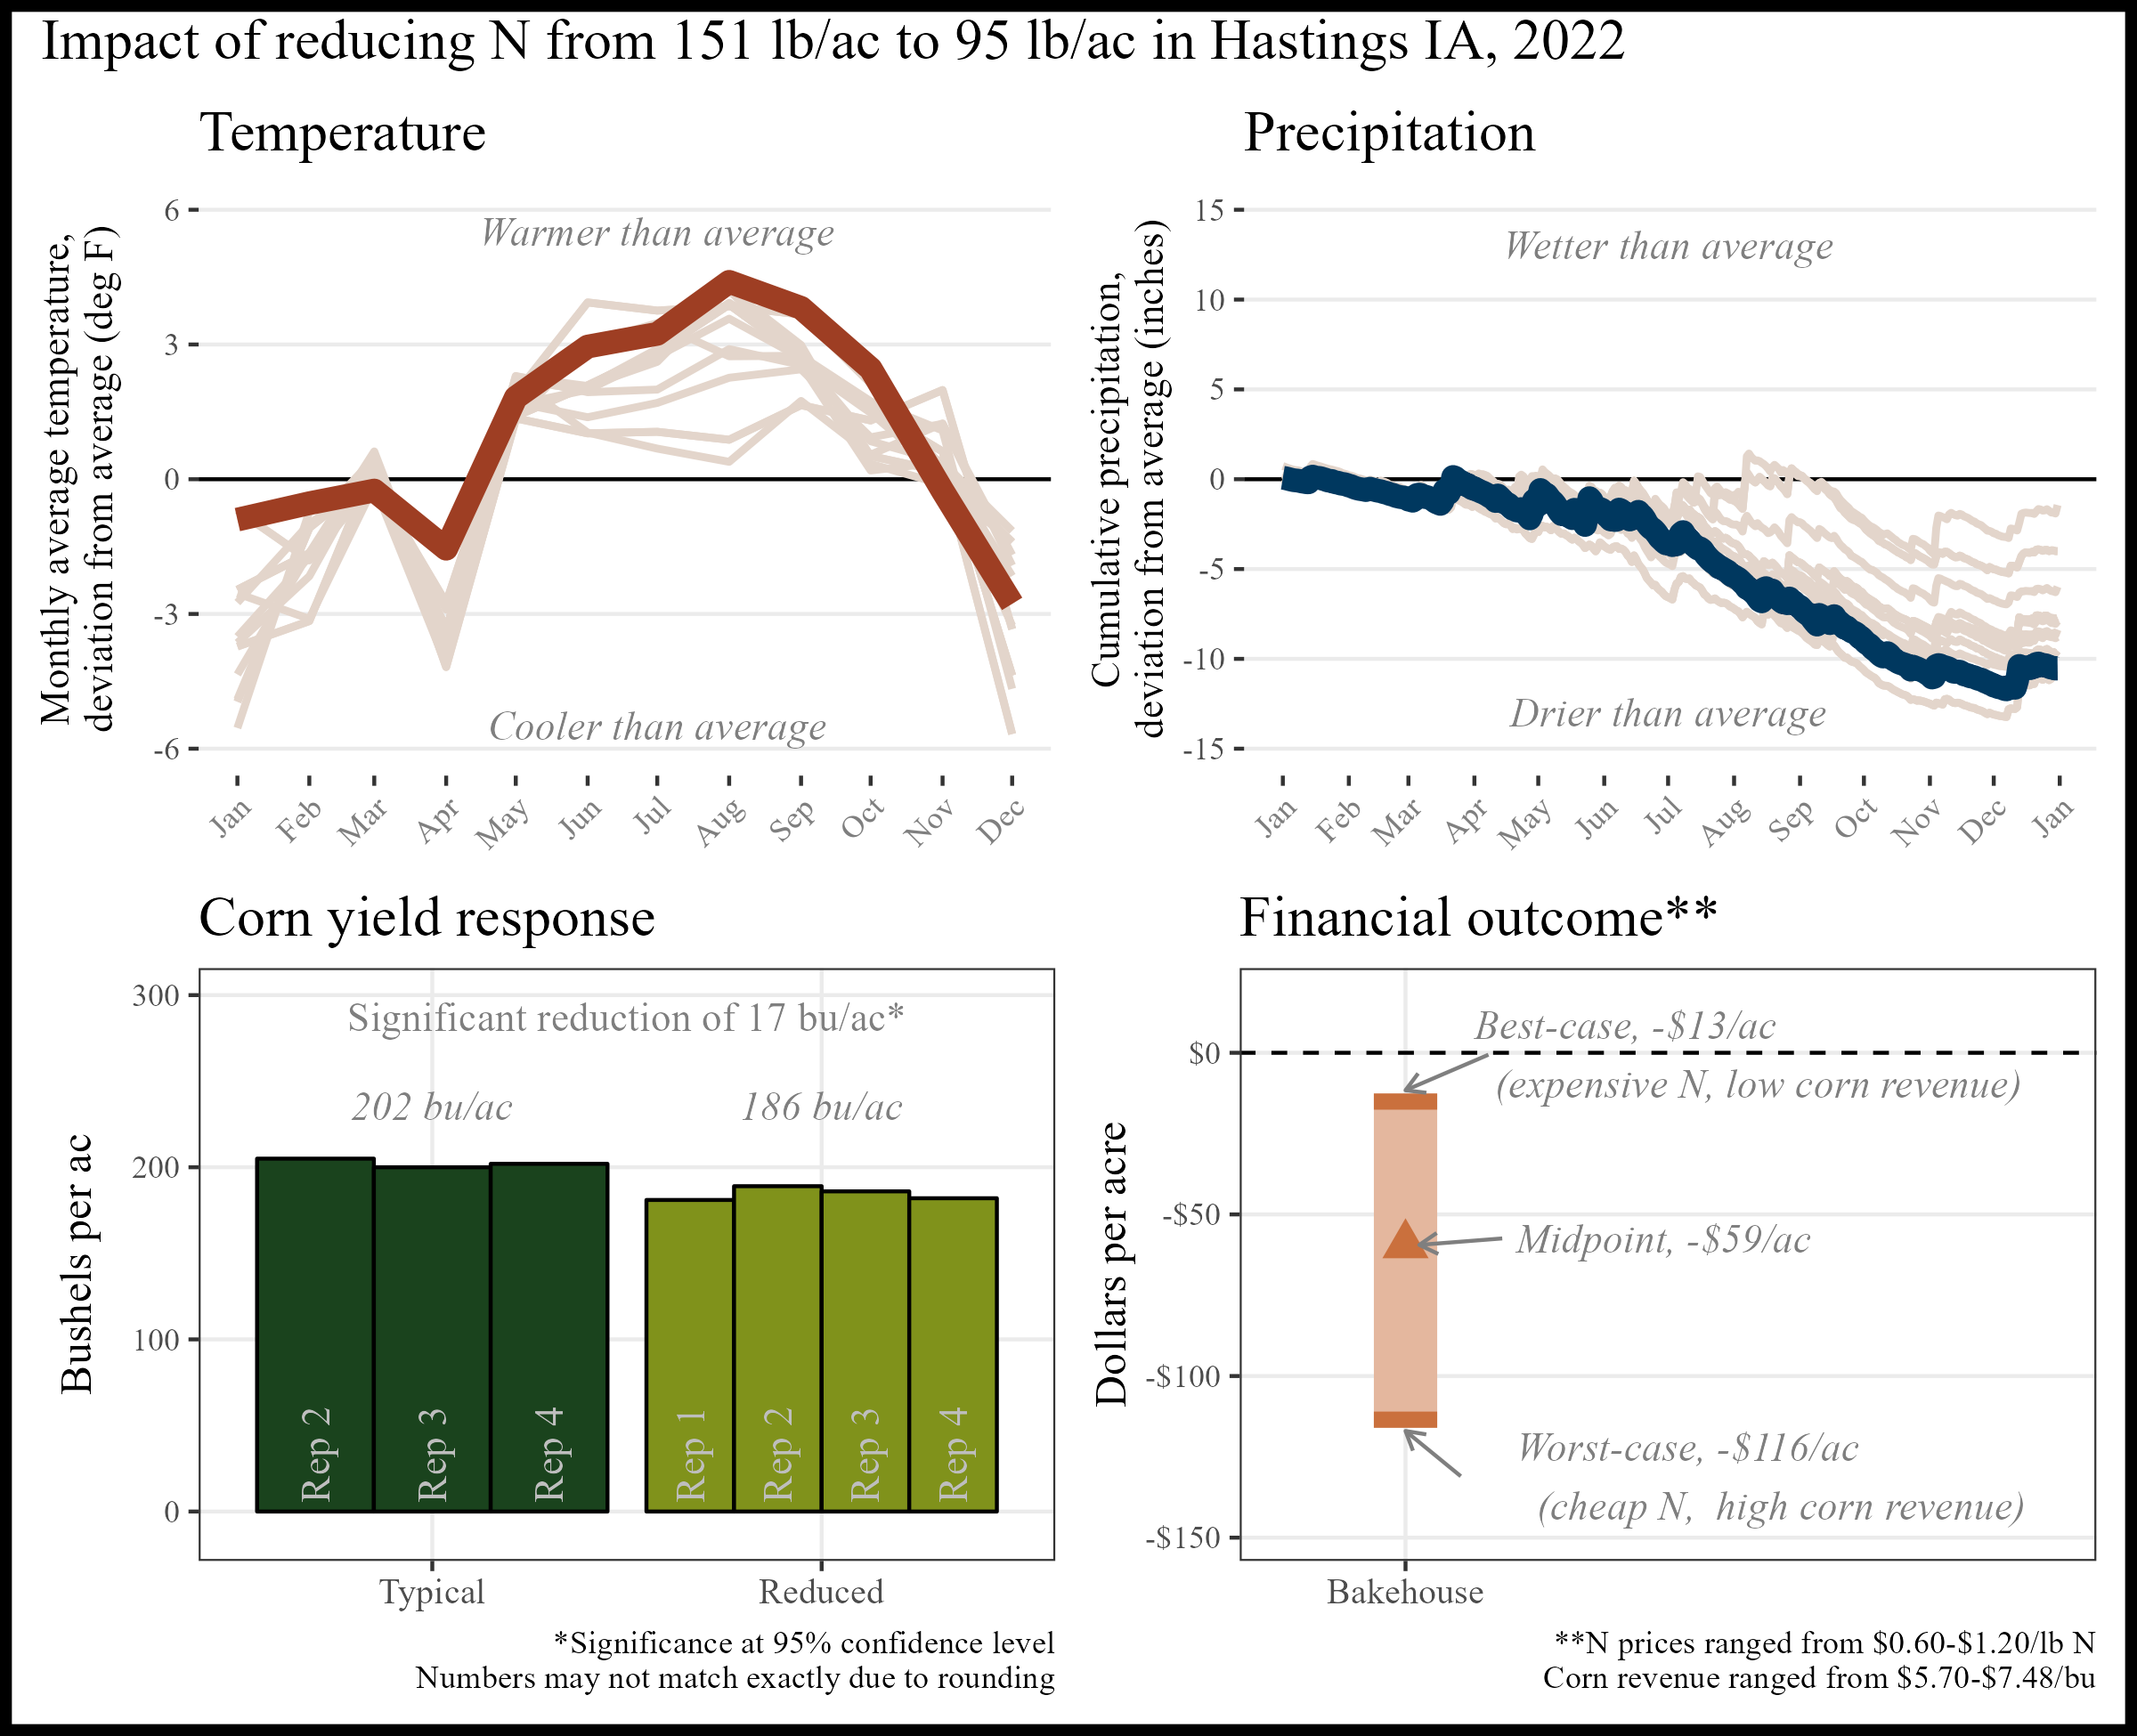 Impact of reducing N from 151 lb/ac to 95 lb/ac in Hastings IA, 2022
Temperature
Monthly average temperature,
deviation from average (deg F)
6
3
0
-3
-6
Warmer than average
Cooler than average
Jan
Feb
Mar
Apr
May
Jun
Jul
Aug
Sep
Oct
Nov
Dec
Precipitation
Cumulative precipitation,
deviation from average (inches)
15
10
5
0
-5
-10
-15
Wetter than average
Drier than average
Jan
Feb
Mar
Apr
May
Jun
Jul
Aug
Sep
Oct
Nov
Dec
Jan
Corn yield response
Bushels per ac
300
200
100
0
Significant reduction of 17 bu/ac*
202 bu/ac
186 bu/ac
Rep 2
Rep 3
Rep 4
Rep 1
Rep 2
Rep 3
Rep 4
Typical
Reduced
*Significance at 95% confidence level
Numbers may not match exactly due to rounding
Financial outcome**
Dollars per acre
$0
-$50
-$100
-$150
Best-case, -$13/ac
(expensive N, low corn revenue)
Midpoint, -$59/ac
Worst-case, -$116/ac
(cheap N,  high corn revenue)
Bakehouse
**N prices ranged from $0.60-$1.20/lb N
Corn revenue ranged from $5.70-$7.48/bu